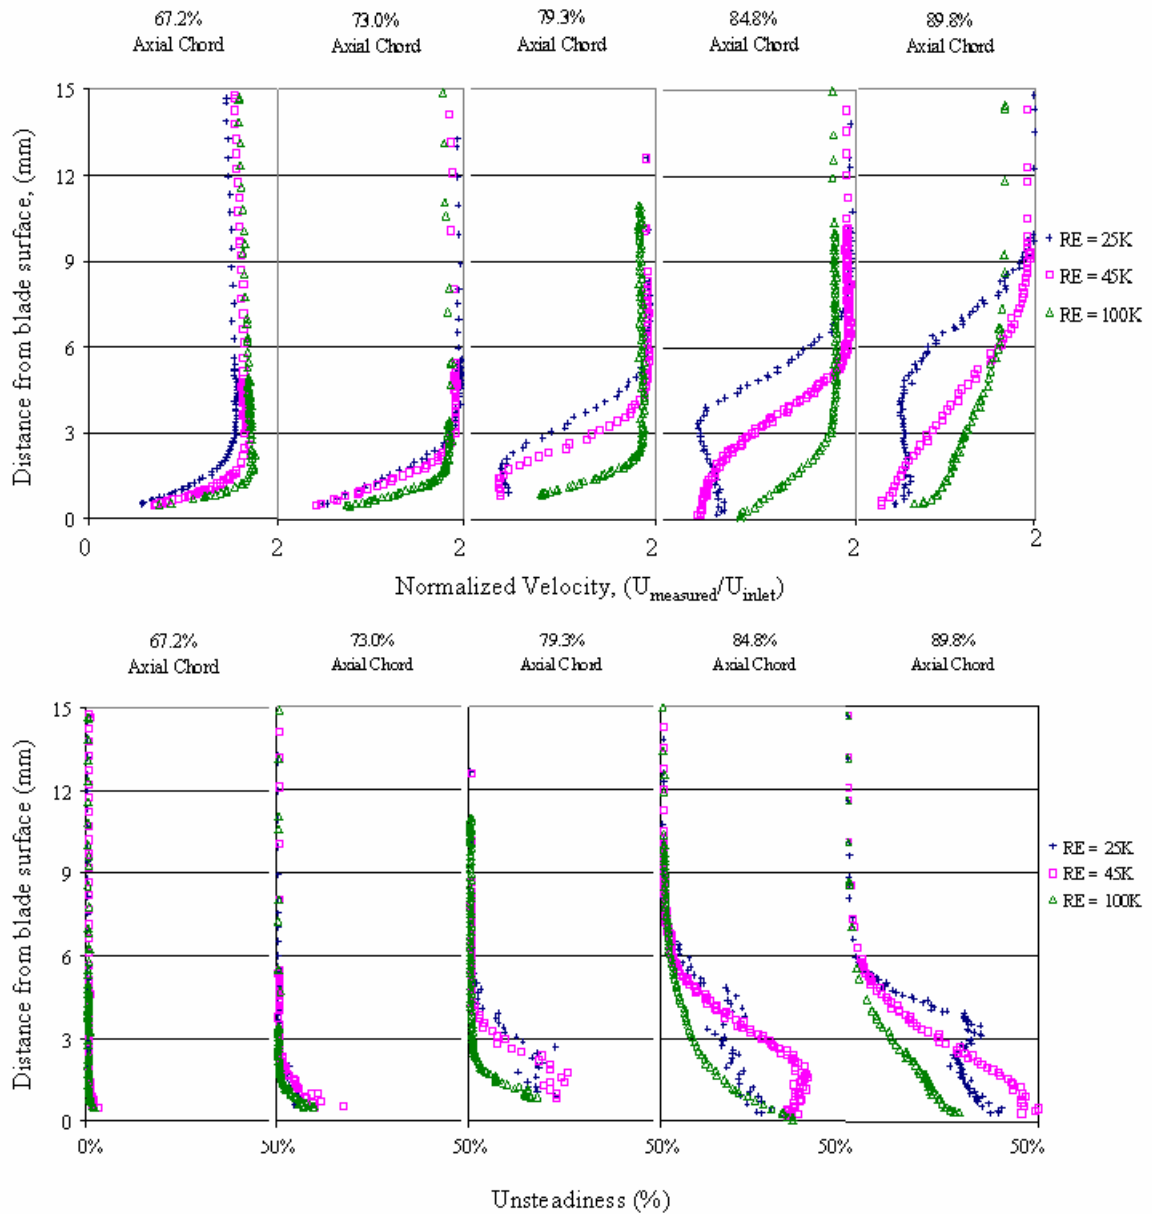 67.2% 73.0% 79.3% 84.8% 89.8%
Axial Chord Axial Chord Axial Chord Axial Chord Axial Chord
15
12
9
6
3
0
Distance from blade surface, (mm)
0 2 2 2 2 2
Normalized Velocity, (Umeasured/Uinlet)
RE = 25K
RE = 45K
RE = 100K
67.2% 73.0% 79.3% 84.8% 89.8%
Axial Chord Axial Chord Axial Chord Axial Chord Axial Chord
15
12
9
6
3
0
Distance from blade surface (mm)
0% 50% 50% 50% 50% 50%
Unsteadiness (%)
RE = 25K
RE = 45K
RE = 100K